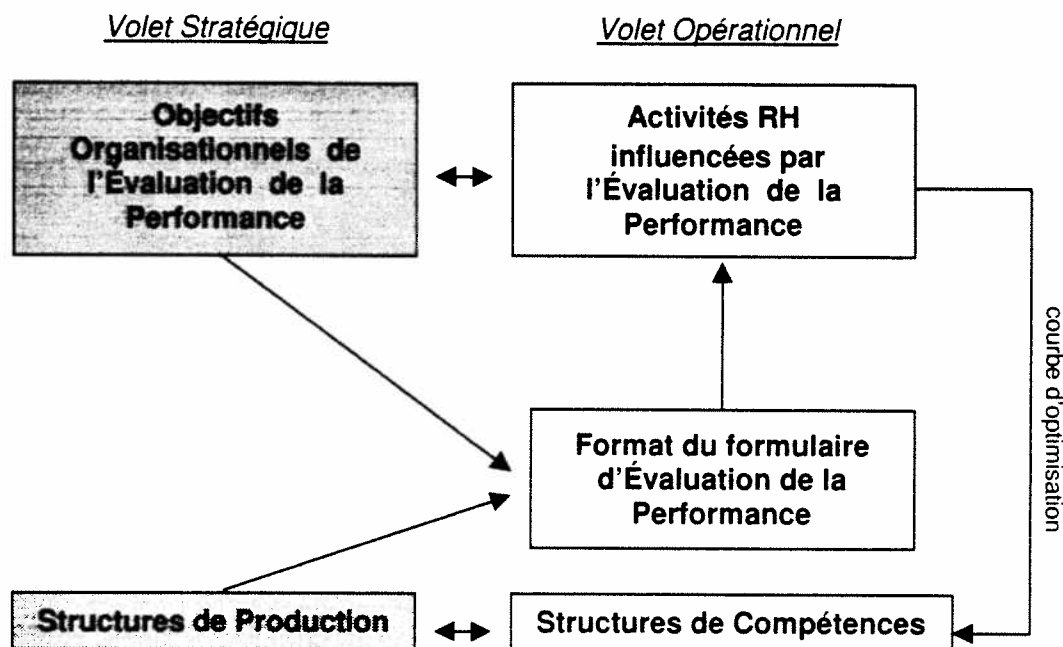 Volet Stratégique
Volet Opérationnel
Objectifs
Organisationnels de
l'Évaluation de la
Performance
Activités RH
influencées par
l'Évaluation de la
Performance
courbe d'optimisation
Format du formulaire
d'Évaluation de la
Performance
Structures de Production
Structures de Compétences